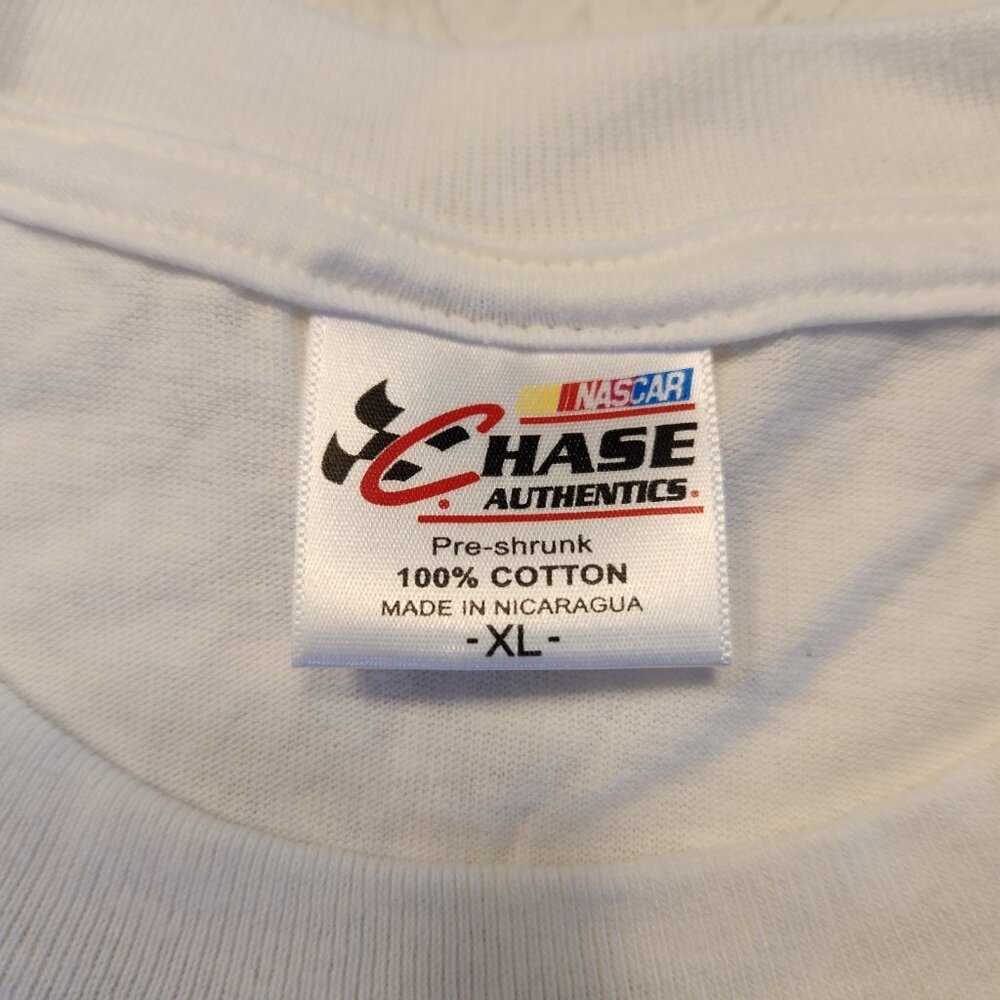 NASCAR
CHASE
AUTHENTICS.
Pre-shrunk
100% COTTON
MADE IN NICARAGUA
-XL-